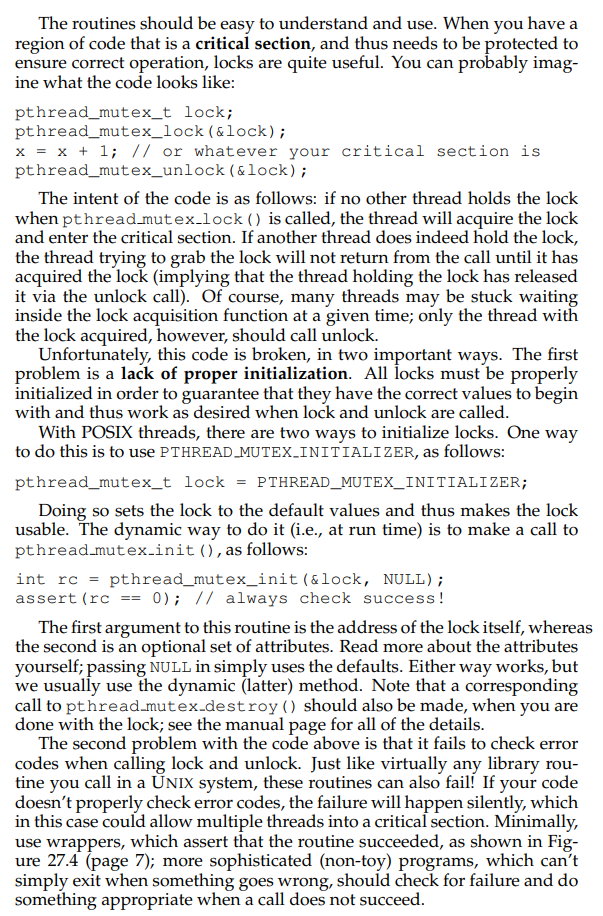 The routines should be easy to understand and use. When you have a
region of code that is a critical section, and thus needs to be protected to
ensure correct operation, locks are quite useful. You can probably imag-
ine what the code looks like:
pthread_mutex_t lock;
pthread_mutex_lock(&lock);
x = x + 1; // or whatever your critical section is
pthread_mutex_unlock(&lock);
The intent of the code is as follows: if no other thread holds the lock
when pthread_mutex_lock() is called, the thread will acquire the lock
and enter the critical section. If another thread does indeed hold the lock,
the thread trying to grab the lock will not return from the call until it has
acquired the lock (implying that the thread holding the lock has released
it via the unlock call). Of course, many threads may be stuck waiting
inside the lock acquisition function at a given time; only the thread with
the lock acquired, however, should call unlock.
Unfortunately, this code is broken, in two important ways. The first
problem is a lack of proper initialization. All locks must be properly
initialized in order to guarantee that they have the correct values to begin
with and thus work as desired when lock and unlock are called.
With POSIX threads, there are two ways to initialize locks. One way
to do this is to use PTHREAD_MUTEX_INITIALIZER, as follows:
pthread_mutex_t lock = PTHREAD_MUTEX_INITIALIZER;
Doing so sets the lock to the default values and thus makes the lock
usable. The dynamic way to do it (i.e., at run time) is to make a call to
pthread_mutex_init(), as follows:
int rc = pthread_mutex_init(&lock, NULL);
assert(rc == 0); // always check success!
The first argument to this routine is the address of the lock itself, whereas
the second is an optional set of attributes. Read more about the attributes
yourself; passing NULL in simply uses the defaults. Either way works, but
we usually use the dynamic (latter) method. Note that a corresponding
call to pthread_mutex_destroy() should also be made, when you are
done with the lock; see the manual page for all of the details.
The second problem with the code above is that it fails to check error
codes when calling lock and unlock. Just like virtually any library rou-
tine you call in a UNIX system, these routines can also fail! If your code
doesn't properly check error codes, the failure will happen silently, which
in this case could allow multiple threads into a critical section. Minimally,
use wrappers, which assert that the routine succeeded, as shown in Fig-
ure 27.4 (page 7); more sophisticated (non-toy) programs, which can't
simply exit when something goes wrong, should check for failure and do
something appropriate when a call does not succeed.